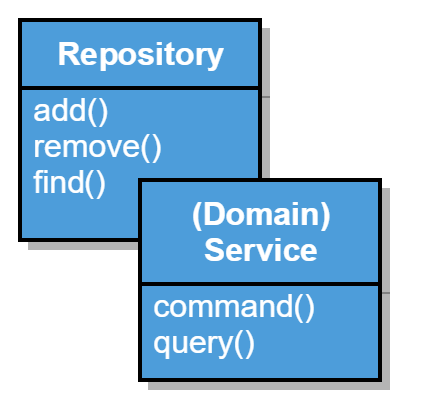 Repository
add()
remove()
find()
(Domain)
Service
command()
query()